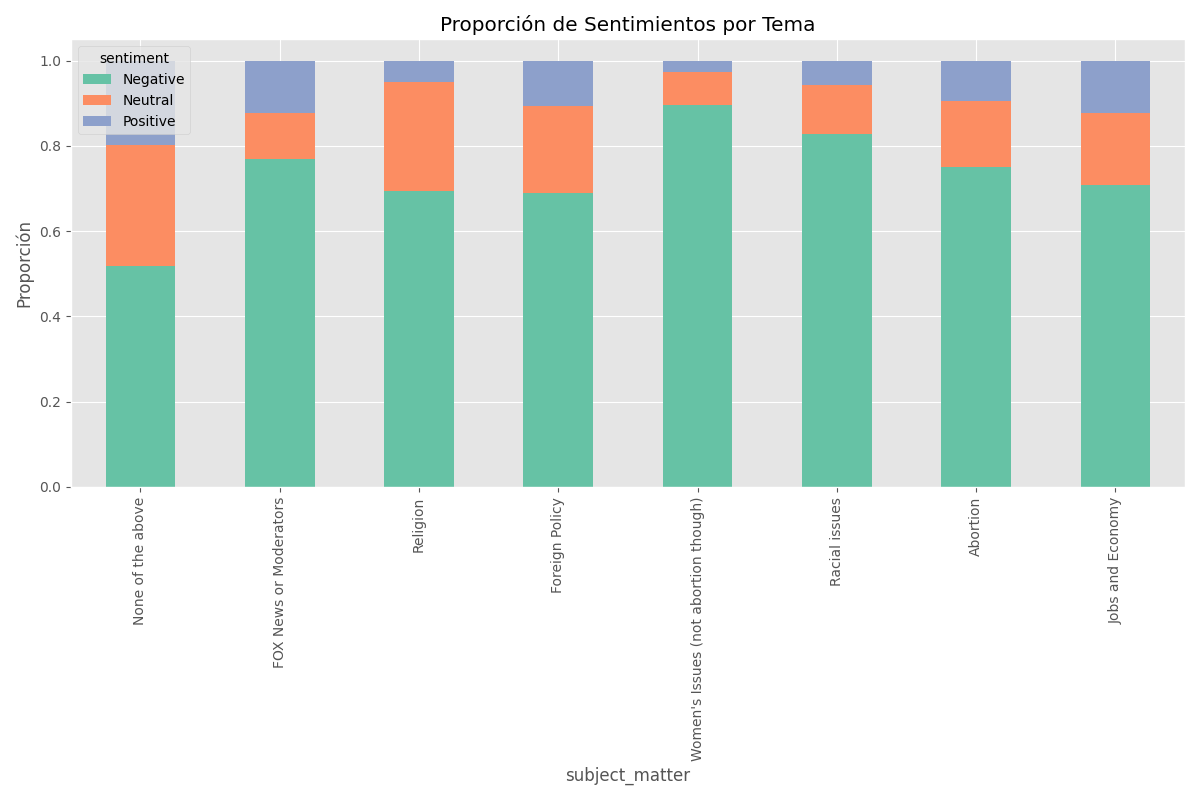 Proporción de Sentimientos por Tema
sentiment
Negative
Neutral
Positive
Proporción
1.0
0.8
0.6
0.4
0.2
0.0
None of the above
FOX News or Moderators
Religion
Foreign Policy
Women's Issues (not abortion though)
Racial issues
Abortion
Jobs and Economy
subject_matter